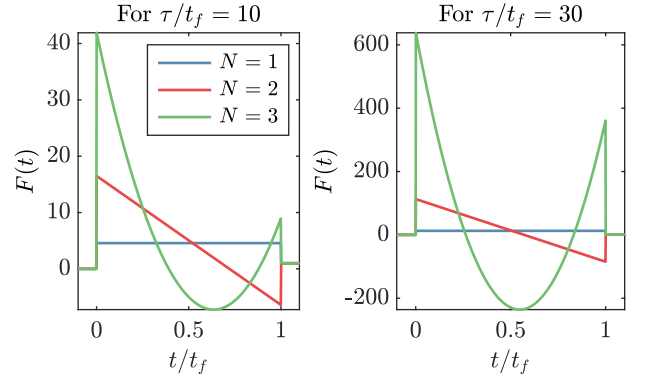 For τ/t_f = 10
F(t)
40
30
20
10
0
N = 1
N = 2
N = 3
0
0.5
1
t/t_f
For τ/t_f = 30
F(t)
600
400
200
0
-200
0
0.5
1
t/t_f